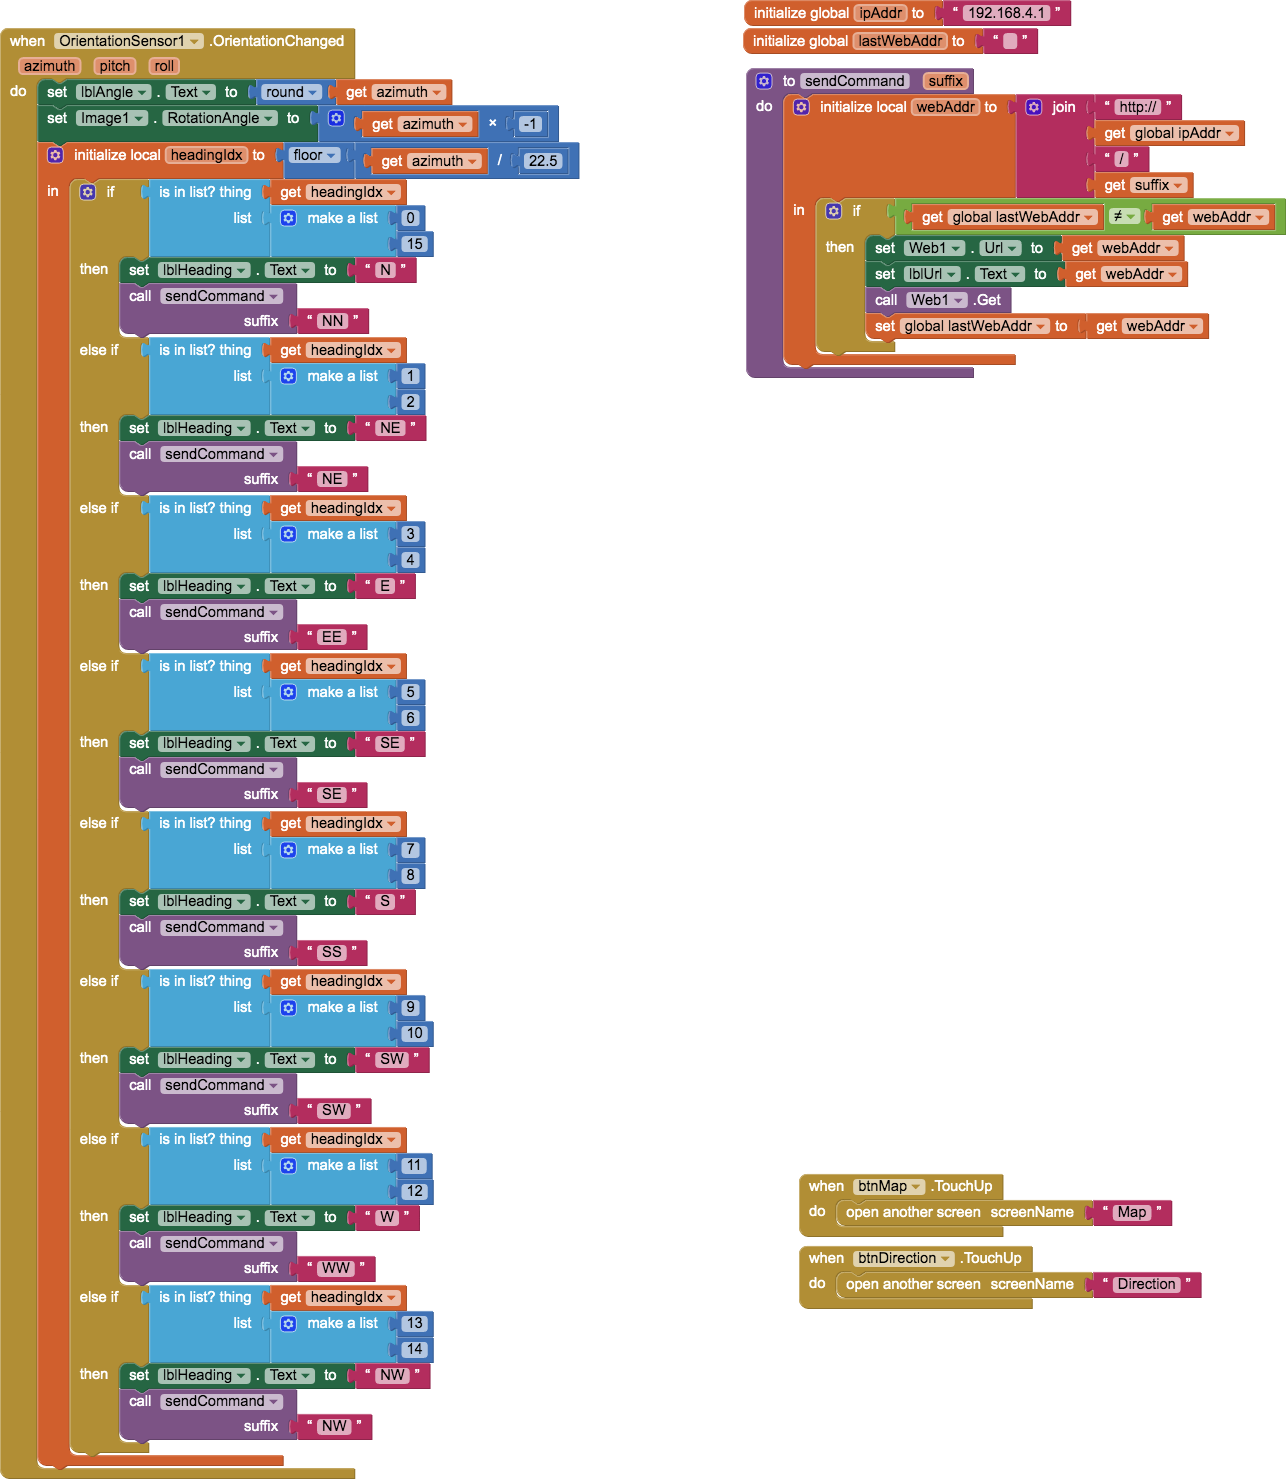 when OrientationSensor1 .OrientationChanged
azimuth pitch roll
do set lblAngle . Text to round get azimuth
set Image1 . RotationAngle to get azimuth × -1
initialize local headingIdx to floor get azimuth / 22.5
in if is in list? thing get headingIdx
list make a list 0
15
then set lblHeading . Text to “ N ”
call sendCommand
suffix “ NN ”
else if is in list? thing get headingIdx
list make a list 1
2
then set lblHeading . Text to “ NE ”
call sendCommand
suffix “ NE ”
else if is in list? thing get headingIdx
list make a list 3
4
then set lblHeading . Text to “ E ”
call sendCommand
suffix “ EE ”
else if is in list? thing get headingIdx
list make a list 5
6
then set lblHeading . Text to “ SE ”
call sendCommand
suffix “ SE ”
else if is in list? thing get headingIdx
list make a list 7
8
then set lblHeading . Text to “ S ”
call sendCommand
suffix “ SS ”
else if is in list? thing get headingIdx
list make a list 9
10
then set lblHeading . Text to “ SW ”
call sendCommand
suffix “ SW ”
else if is in list? thing get headingIdx
list make a list 11
12
then set lblHeading . Text to “ W ”
call sendCommand
suffix “ WW ”
else if is in list? thing get headingIdx
list make a list 13
14
then set lblHeading . Text to “ NW ”
call sendCommand
suffix “ NW ”
initialize global ipAddr to “ 192.168.4.1 ”
initialize global lastWebAddr to “ ”
to sendCommand suffix
do initialize local webAddr to join “ http:// ”
get global ipAddr
“ / ”
get suffix
in if get global lastWebAddr ≠ get webAddr
then set Web1 . Url to get webAddr
set lblUrl . Text to get webAddr
call Web1 .Get
set global lastWebAddr to get webAddr
when btnMap .TouchUp
do open another screen screenName “ Map ”
when btnDirection .TouchUp
do open another screen screenName “ Direction ”